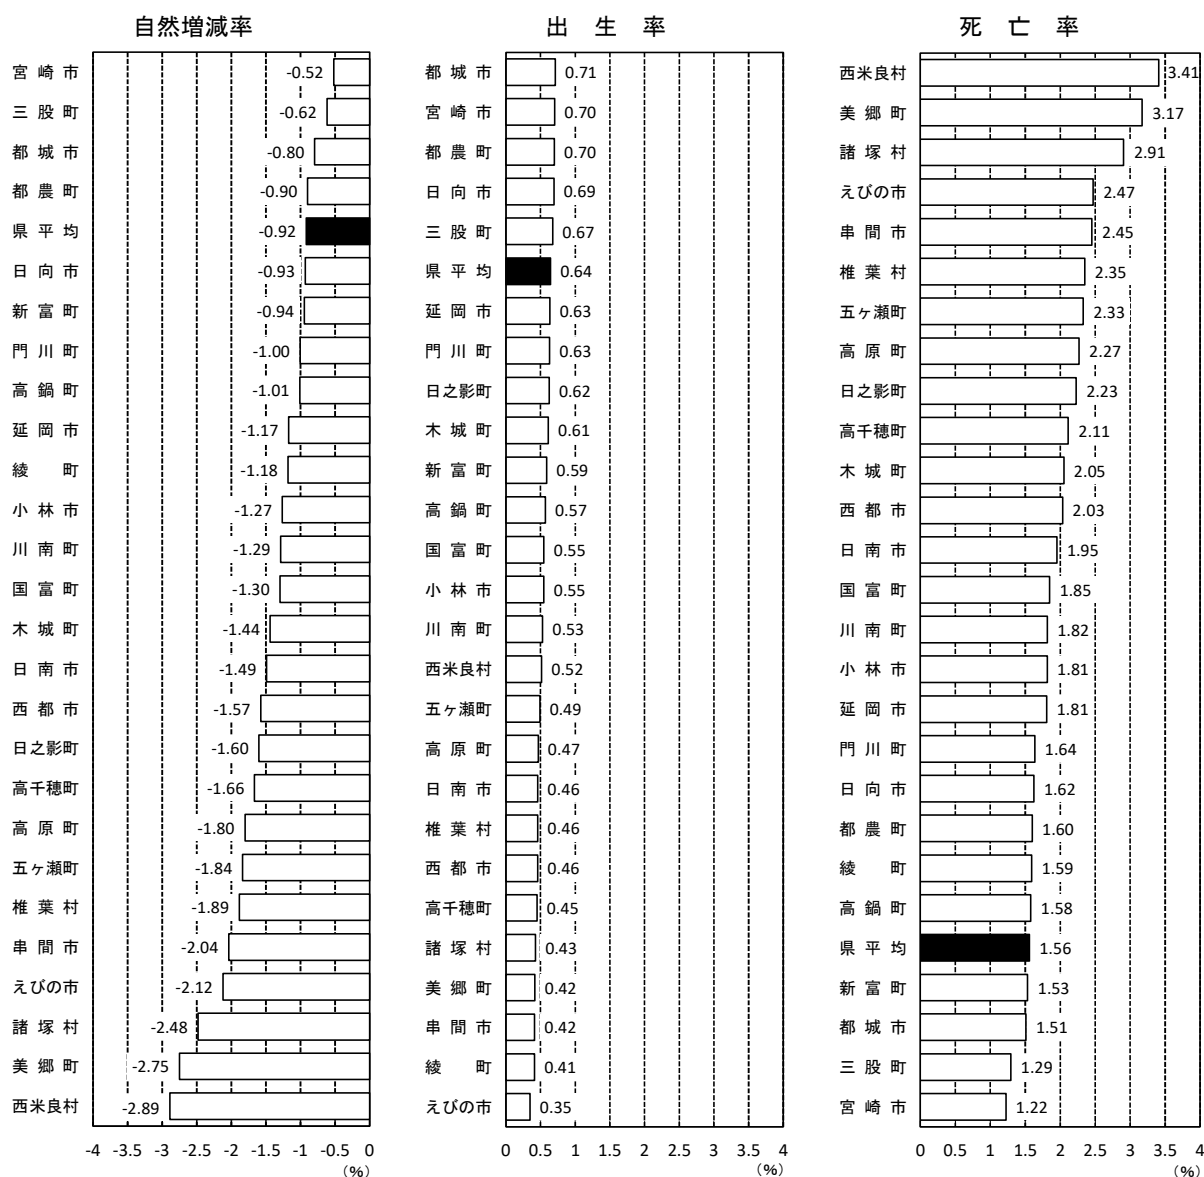 自然増減率
宮崎市 -0.52
三股町 -0.62
都城市 -0.80
都農町 -0.90
県平均 -0.92
日向市 -0.93
新富町 -0.94
門川町 -1.00
高鍋町 -1.01
延岡市 -1.17
綾　町 -1.18
小林市 -1.27
川南町 -1.29
国富町 -1.30
木城町 -1.44
日南市 -1.49
西都市 -1.57
日之影町 -1.60
高千穂町 -1.66
高原町 -1.80
五ヶ瀬町 -1.84
椎葉村 -1.89
串間市 -2.04
えびの市 -2.12
諸塚村 -2.48
美郷町 -2.75
西米良村 -2.89
-4 -3.5 -3 -2.5 -2 -1.5 -1 -0.5 0
(%)
出生率
都城市 0.71
宮崎市 0.70
都農町 0.70
日向市 0.69
三股町 0.67
県平均 0.64
延岡市 0.63
門川町 0.63
日之影町 0.62
木城町 0.61
新富町 0.59
高鍋町 0.57
国富町 0.55
小林市 0.55
川南町 0.53
西米良村 0.52
五ヶ瀬町 0.49
高原町 0.47
日南市 0.46
椎葉村 0.46
西都市 0.46
高千穂町 0.45
諸塚村 0.43
美郷町 0.42
串間市 0.42
綾　町 0.41
えびの市 0.35
0 0.5 1 1.5 2 2.5 3 3.5 4
(%)
死亡率
西米良村 3.41
美郷町 3.17
諸塚村 2.91
えびの市 2.47
串間市 2.45
椎葉村 2.35
五ヶ瀬町 2.33
高原町 2.27
日之影町 2.23
高千穂町 2.11
木城町 2.05
西都市 2.03
日南市 1.95
国富町 1.85
川南町 1.82
小林市 1.81
延岡市 1.81
門川町 1.64
日向市 1.62
都農町 1.60
綾　町 1.59
高鍋町 1.58
県平均 1.56
新富町 1.53
都城市 1.51
三股町 1.29
宮崎市 1.22
0 0.5 1 1.5 2 2.5 3 3.5 4
(%)